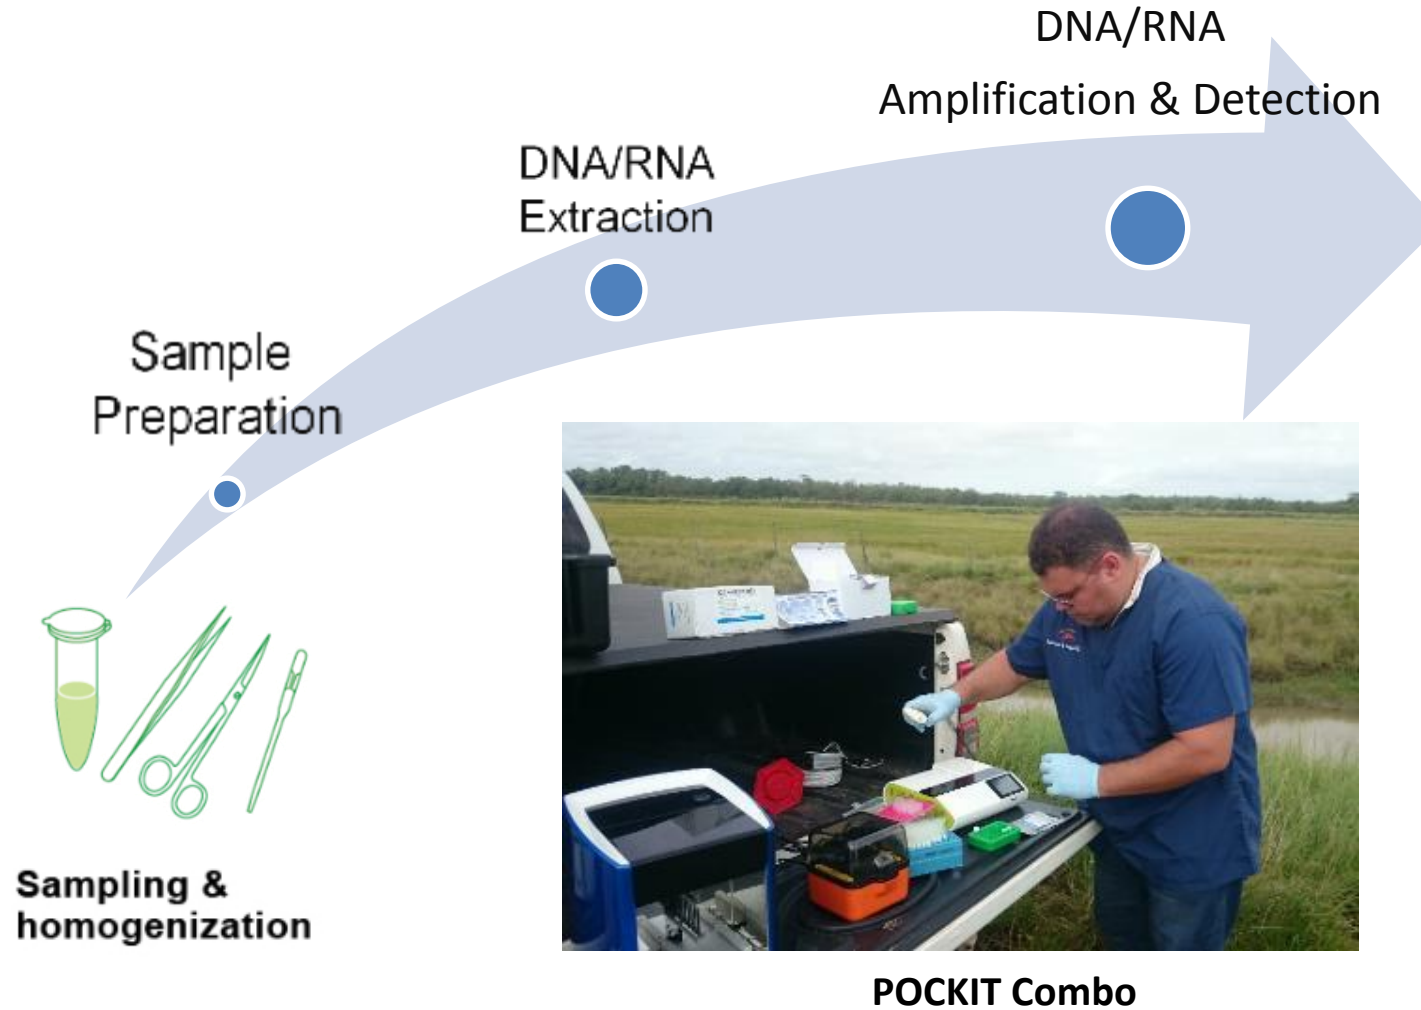 DNA/RNA
Amplification & Detection
DNA/RNA
Extraction
Sample
Preparation
Sampling &
homogenization
POCKIT Combo